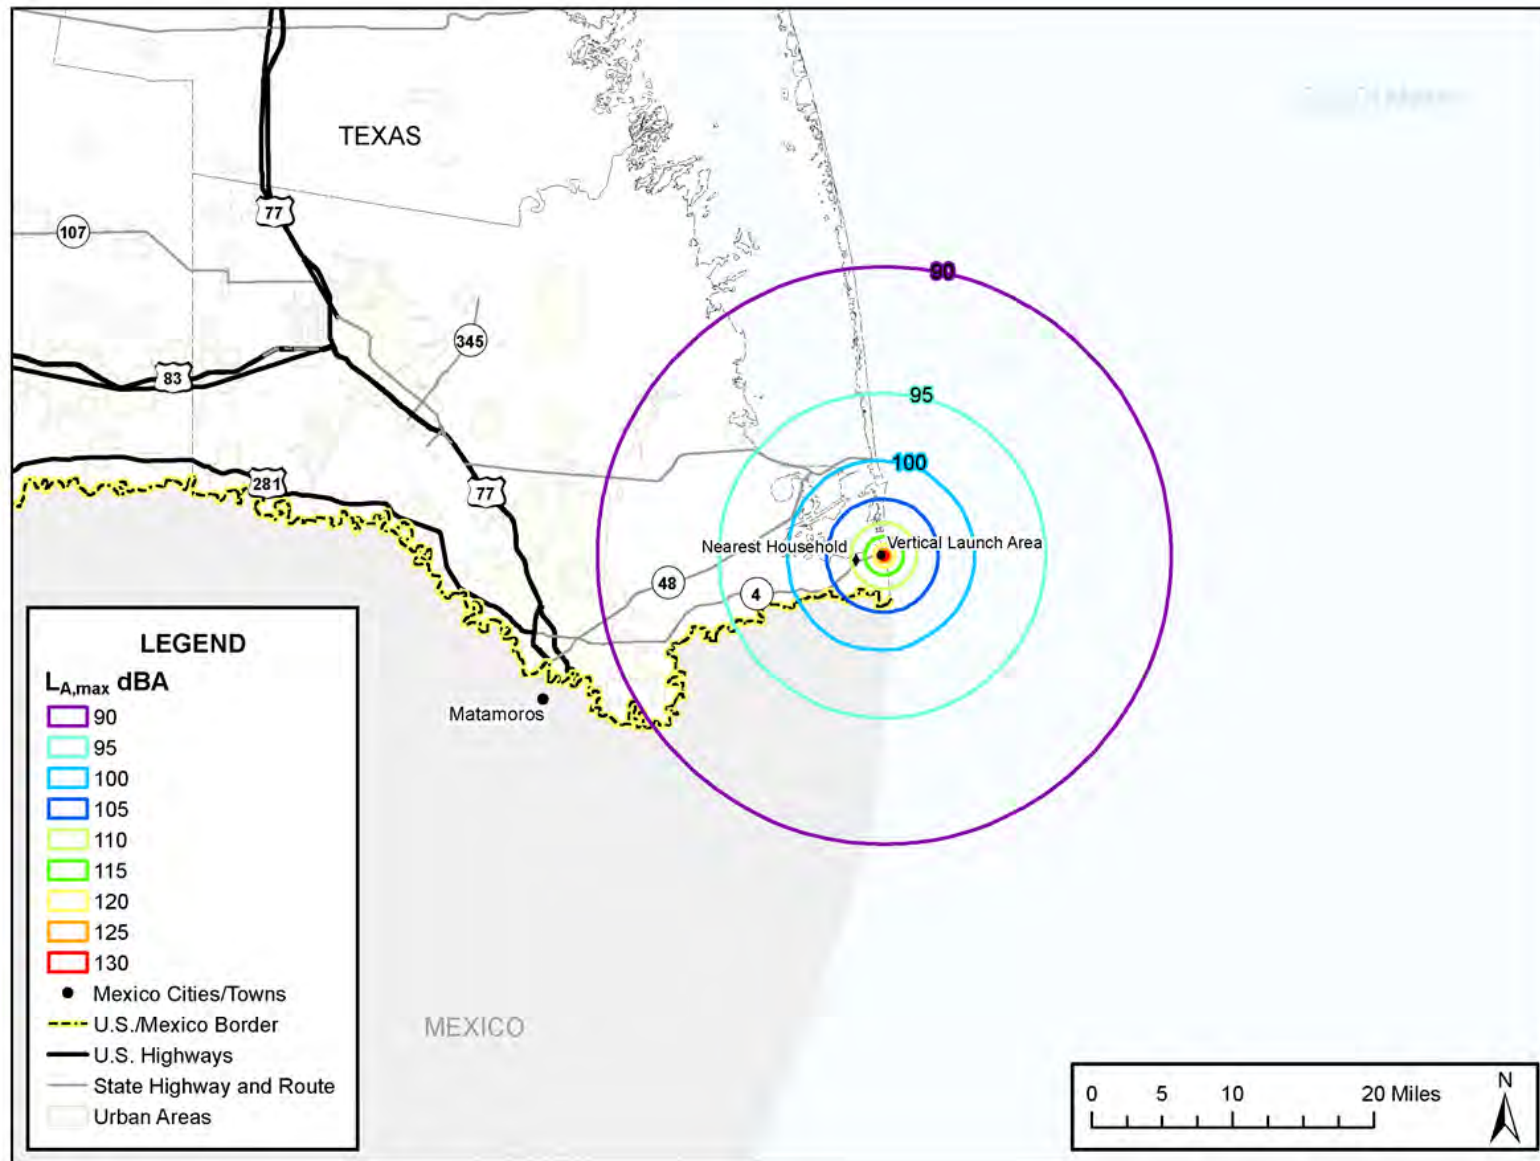 TEXAS
77
107
90
345
83
95
100
281
77
Nearest Household
Vertical Launch Area
48
4
Matamoros
MEXICO
LEGEND
LA,max dBA
90
95
100
105
110
115
120
125
130
Mexico Cities/Towns
U.S./Mexico Border
U.S. Highways
State Highway and Route
Urban Areas
0 5 10 20 Miles
N